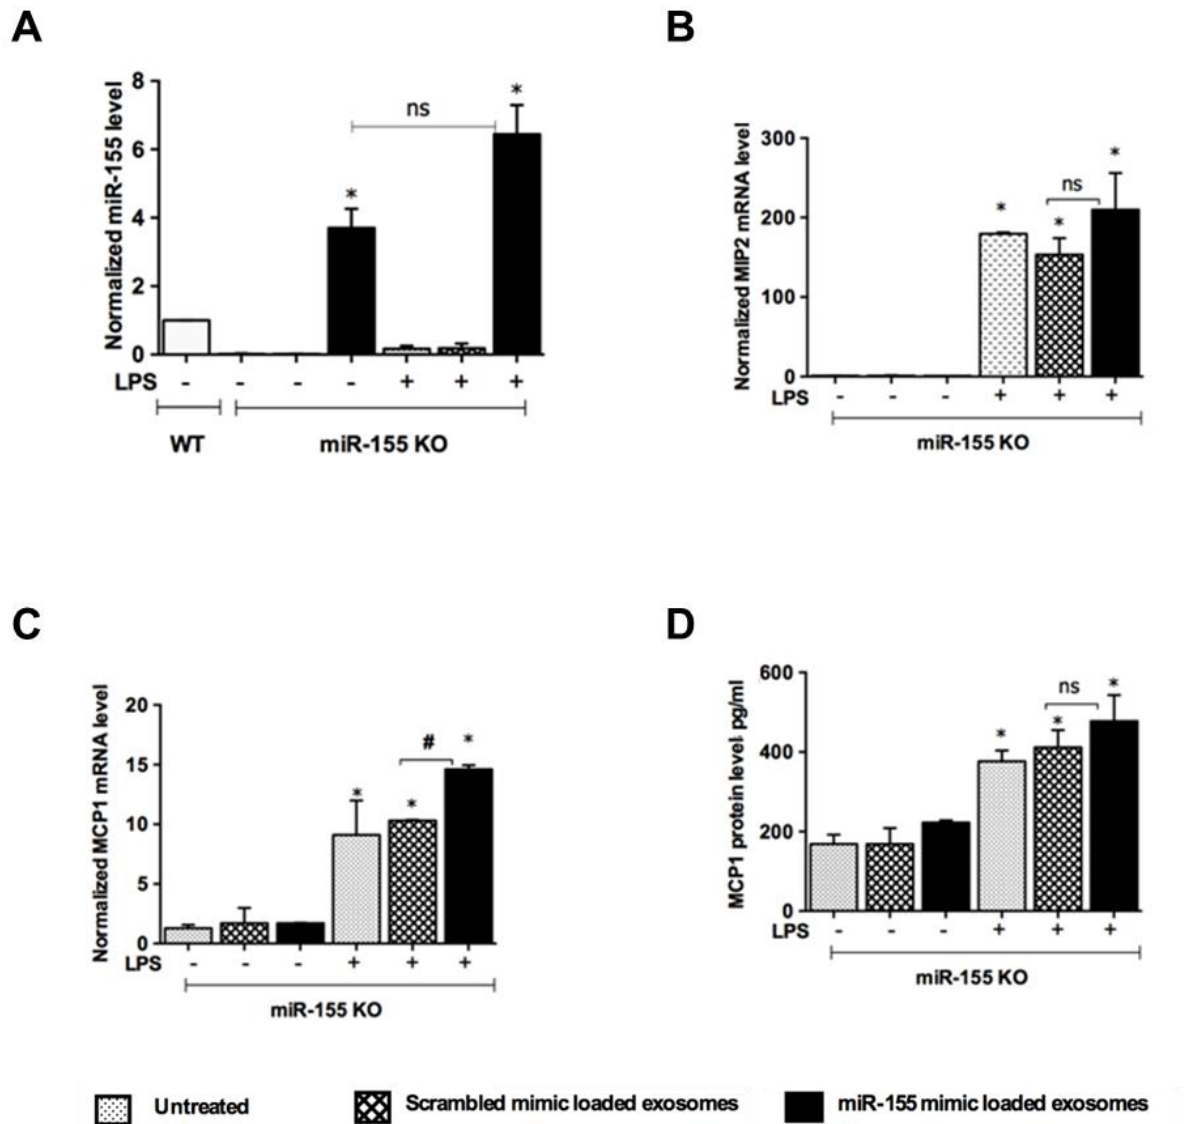 A
Normalized miR-155 level
8
6
4
2
0
*
ns
*
LPS - - - - + + +
WT miR-155 KO
B
Normalized MIP2 mRNA level
300
200
100
0
*
*
ns
*
LPS - - - + + +
miR-155 KO
C
Normalized MCP1 mRNA level
20
15
10
5
0
*
*
#
*
LPS - - - + + +
miR-155 KO
D
MCP1 protein level pg/ml
600
400
200
0
*
*
ns
*
LPS - - - + + +
miR-155 KO
Untreated Scrambled mimic loaded exosomes miR-155 mimic loaded exosomes